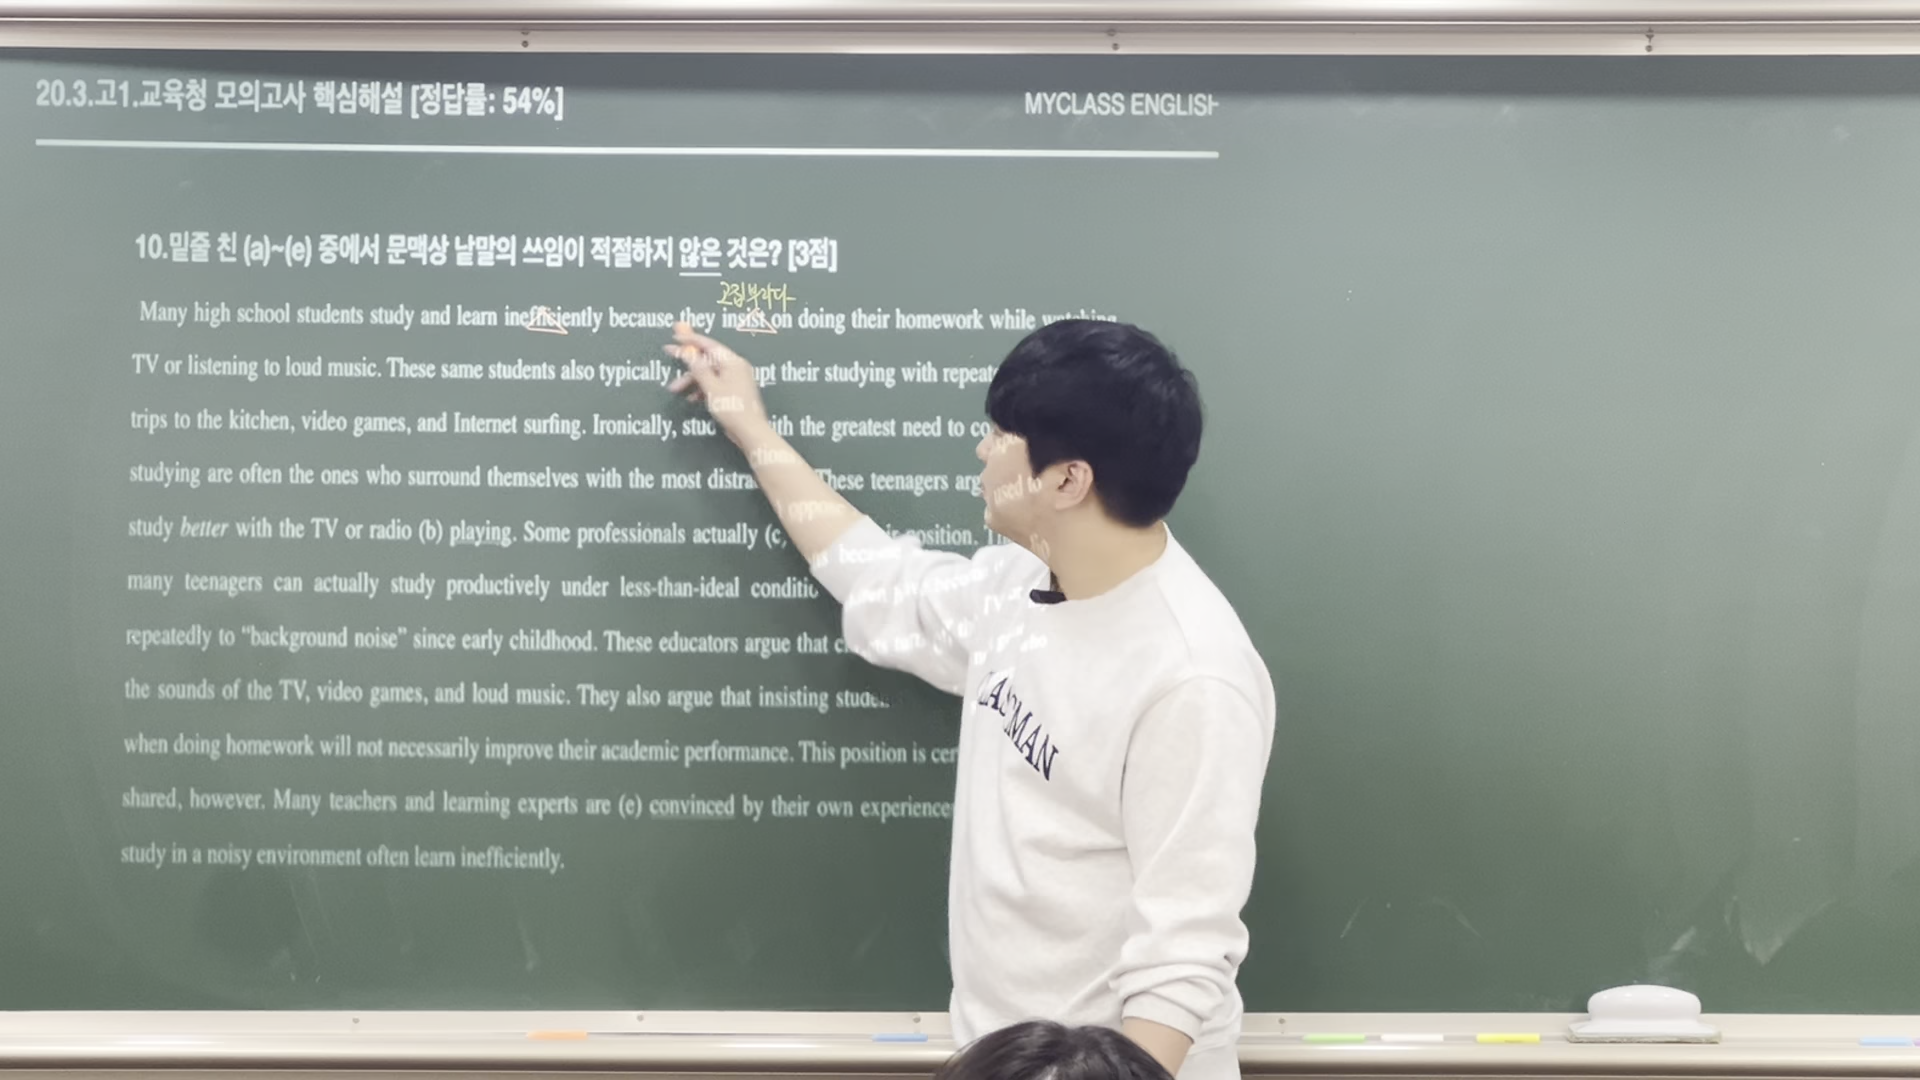 20.3.고1.교육청 모의고사 핵심해설 [정답률: 54%]
MYCLASS ENGLISH
10.밑줄 친 (a)~(e) 중에서 문맥상 낱말의 쓰임이 적절하지 않은 것은? [3점]
고집부리다
Many high school students study and learn inefficiently because they insist on doing their homework while watching
TV or listening to loud music. These same students also typically their studying with
trips to the kitchen, video games, and Internet surfing. Ironically, with the greatest need to
studying are often the ones who surround themselves with the most These teenagers
study better with the TV or radio (b) playing. Some professionals actually (c) position.
many teenagers can actually study productively under less-than-ideal
repeatedly to “background noise” since early childhood. These educators argue that
the sounds of the TV, video games, and loud music. They also argue that insisting
when doing homework will not necessarily improve their academic performance. This position is
shared, however. Many teachers and learning experts are (e) convinced by their own
study in a noisy environment often learn inefficiently.
CLASSMAN